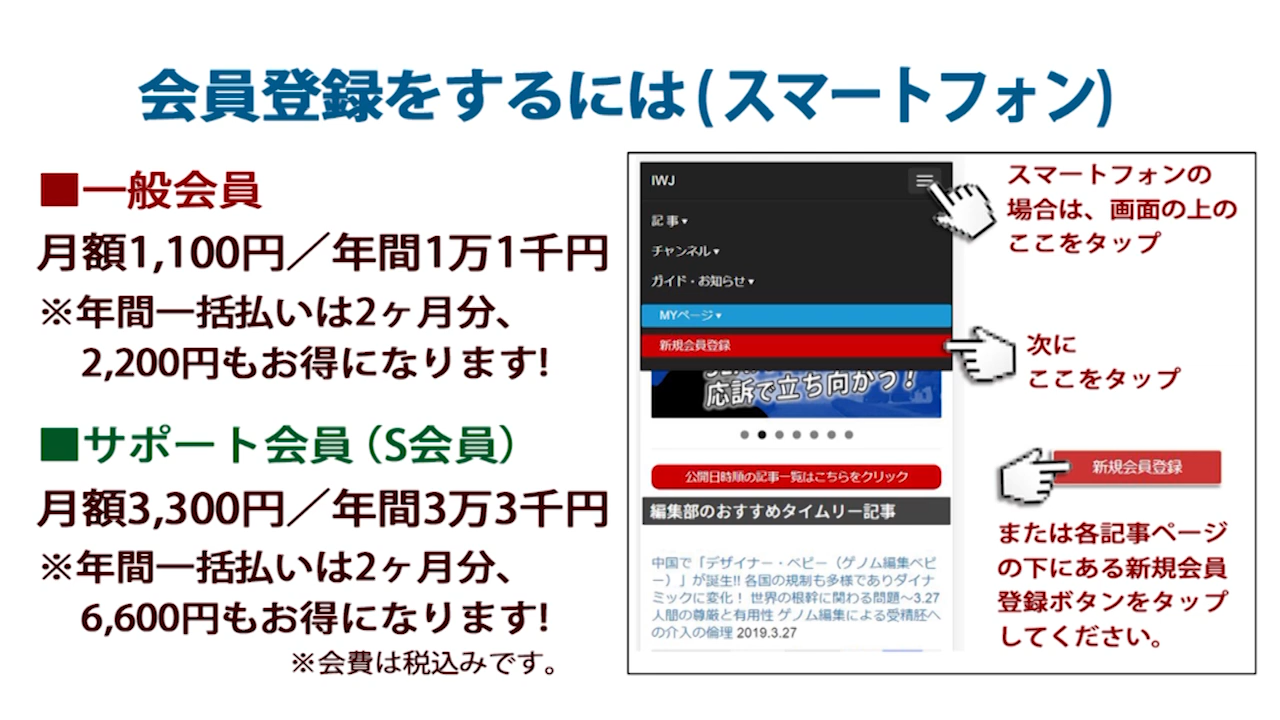 会員登録をするには(スマートフォン)
■一般会員
月額1,100円／年間1万1千円
※年間一括払いは2ヶ月分、
2,200円もお得になります!
■サポート会員（S会員）
月額3,300円／年間3万3千円
※年間一括払いは2ヶ月分、
6,600円もお得になります!
※会費は税込みです。
IWJ
記事▾
チャンネル▾
ガイド・お知らせ▾
MYページ▾
新規会員登録
応訴で立ち向かう！
公開日時順の記事一覧はこちらをクリック
編集部のおすすめタイムリー記事
中国で「デザイナー・ベビー（ゲノム編集ベビ
ー）」が誕生!! 各国の規制も多様でありダイナ
ミックに変化！ 世界の根幹に関わる問題～3.27
人間の尊厳と有用性 ゲノム編集による受精胚へ
の介入の倫理 2019.3.27
スマートフォンの
場合は、画面の上の
ここをタップ
次に
ここをタップ
新規会員登録
または各記事ページ
の下にある新規会員
登録ボタンをタップ
してください。